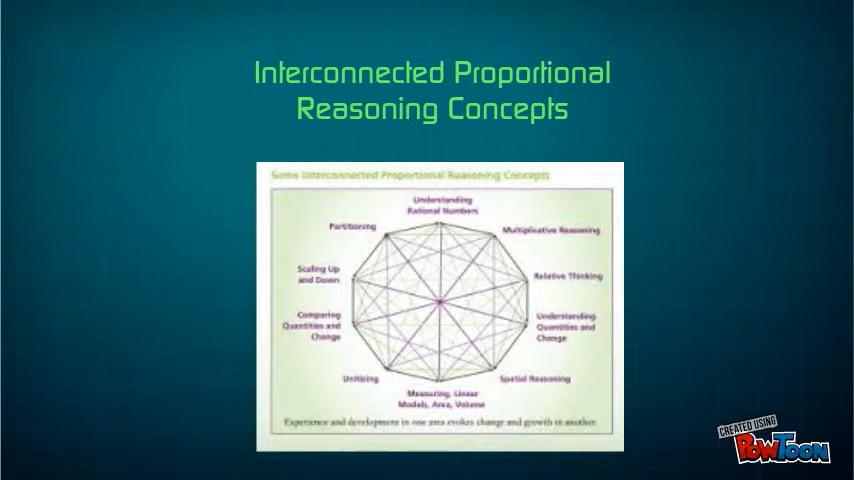 Interconnected Proportional
Reasoning Concepts
Some Interconnected Proportional Reasoning Concepts
Understanding
Rational Numbers
Partitioning
Multiplicative Reasoning
Scaling Up
and Down
Relative Thinking
Comparing
Quantities and
Change
Understanding
Quantities and
Change
Unitizing
Spatial Reasoning
Measuring, Linear
Models, Area, Volume
Experience and development in one area evokes change and growth in another.
CREATED USING
POWTOON